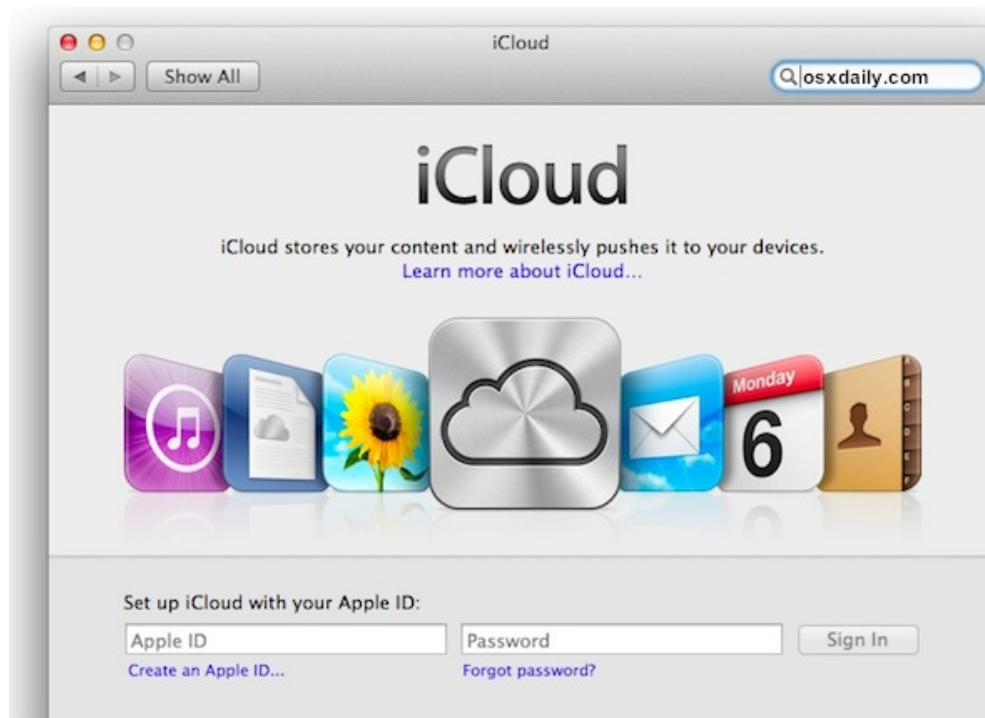 iCloud
Show All
osxdaily.com
iCloud
iCloud stores your content and wirelessly pushes it to your devices.
Learn more about iCloud...
Monday
6
A
B
C
D
E
F
Set up iCloud with your Apple ID:
Apple ID Password Sign In
Create an Apple ID... Forgot password?